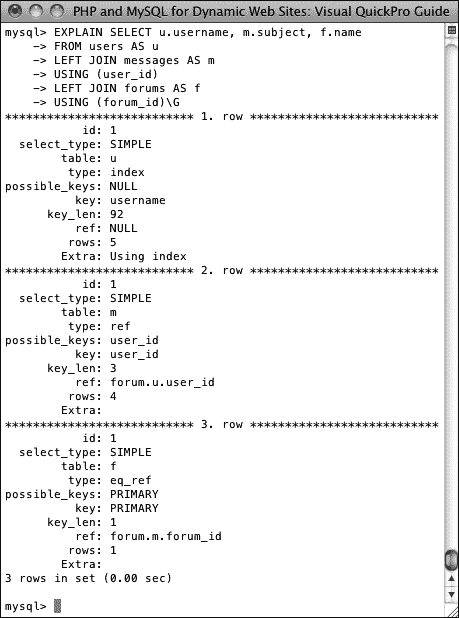 PHP and MySQL for Dynamic Web Sites: Visual QuickPro Guide
mysql> EXPLAIN SELECT u.username, m.subject, f.name
    -> FROM users AS u
    -> LEFT JOIN messages AS m
    -> USING (user_id)
    -> LEFT JOIN forums AS f
    -> USING (forum_id)\G
*************************** 1. row ***************************
           id: 1
  select_type: SIMPLE
        table: u
         type: index
possible_keys: NULL
          key: username
      key_len: 92
          ref: NULL
         rows: 5
        Extra: Using index
*************************** 2. row ***************************
           id: 1
  select_type: SIMPLE
        table: m
         type: ref
possible_keys: user_id
          key: user_id
      key_len: 3
          ref: forum.u.user_id
         rows: 4
        Extra:
*************************** 3. row ***************************
           id: 1
  select_type: SIMPLE
        table: f
         type: eq_ref
possible_keys: PRIMARY
          key: PRIMARY
      key_len: 1
          ref: forum.m.forum_id
         rows: 1
        Extra:
3 rows in set (0.00 sec)
mysql>